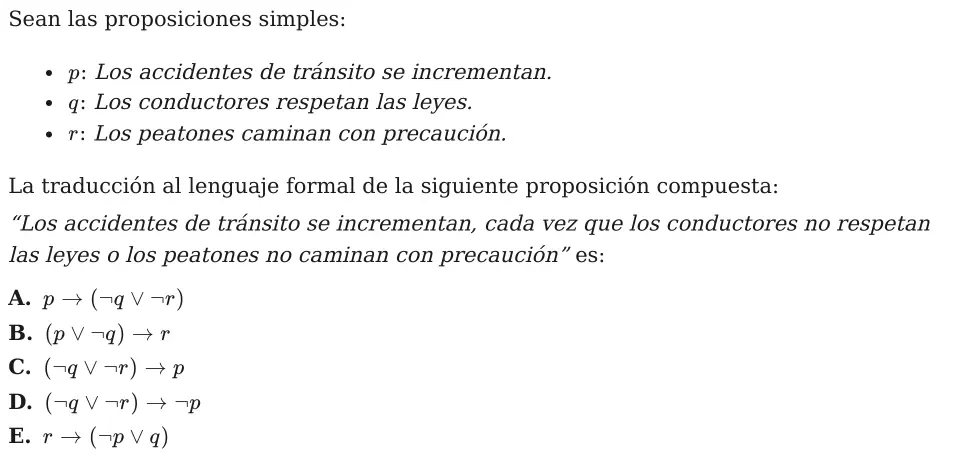 Sean las proposiciones simples:
• p: Los accidentes de tránsito se incrementan.
• q: Los conductores respetan las leyes.
• r: Los peatones caminan con precaución.
La traducción al lenguaje formal de la siguiente proposición compuesta:
“Los accidentes de tránsito se incrementan, cada vez que los conductores no respetan
las leyes o los peatones no caminan con precaución” es:
A. p → (¬q ∨ ¬r)
B. (p ∨ ¬q) → r
C. (¬q ∨ ¬r) → p
D. (¬q ∨ ¬r) → ¬p
E. r → (¬p ∨ q)